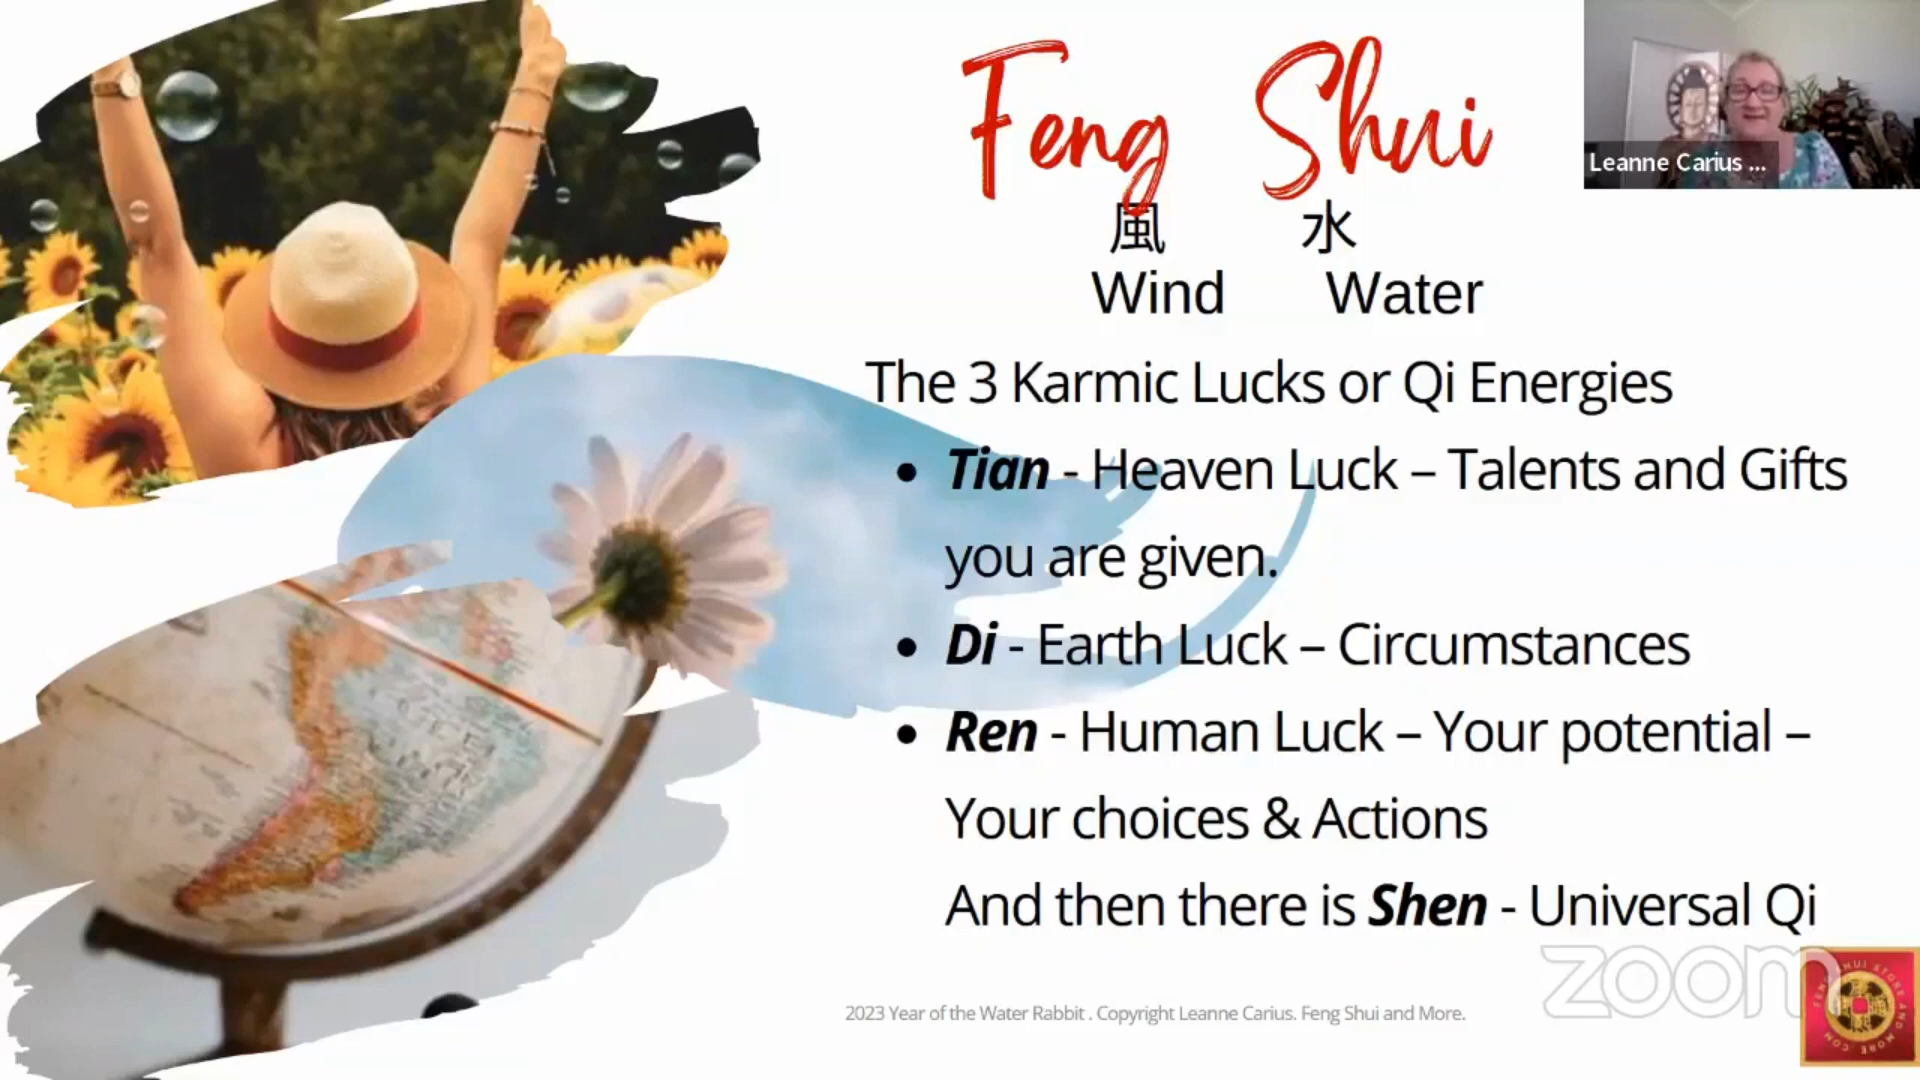 Feng Shui
風 水
Wind Water
Leanne Carius ...
The 3 Karmic Lucks or Qi Energies
• Tian - Heaven Luck – Talents and Gifts
you are given.
• Di - Earth Luck – Circumstances
• Ren - Human Luck – Your potential –
Your choices & Actions
And then there is Shen - Universal Qi
zoom
2023 Year of the Water Rabbit . Copyright Leanne Carius. Feng Shui and More.